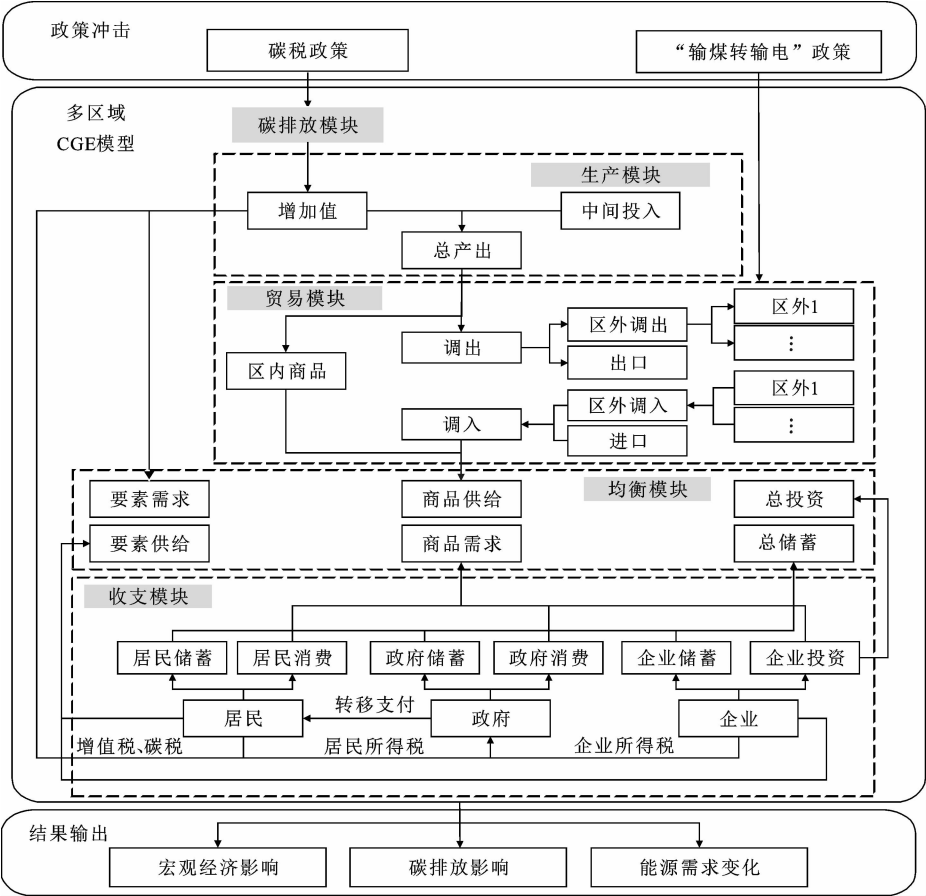 政策冲击
碳税政策
“输煤转输电”政策
多区域
CGE模型
碳排放模块
生产模块
增加值
中间投入
总产出
贸易模块
区外1
区外调出
调出
⋮
出口
区内商品
区外1
区外调入
调入
⋮
进口
均衡模块
要素需求
商品供给
总投资
要素供给
商品需求
总储蓄
收支模块
居民储蓄
居民消费
政府储蓄
政府消费
企业储蓄
企业投资
居民
转移支付
政府
企业
增值税、碳税
居民所得税
企业所得税
结果输出
宏观经济影响
碳排放影响
能源需求变化